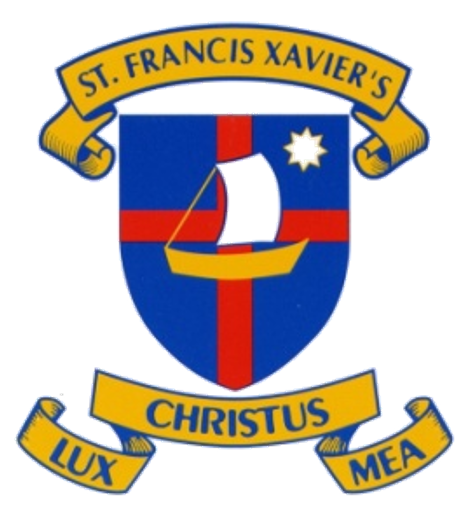 ST. FRANCIS XAVIER'S
CHRISTUS
LUX MEA